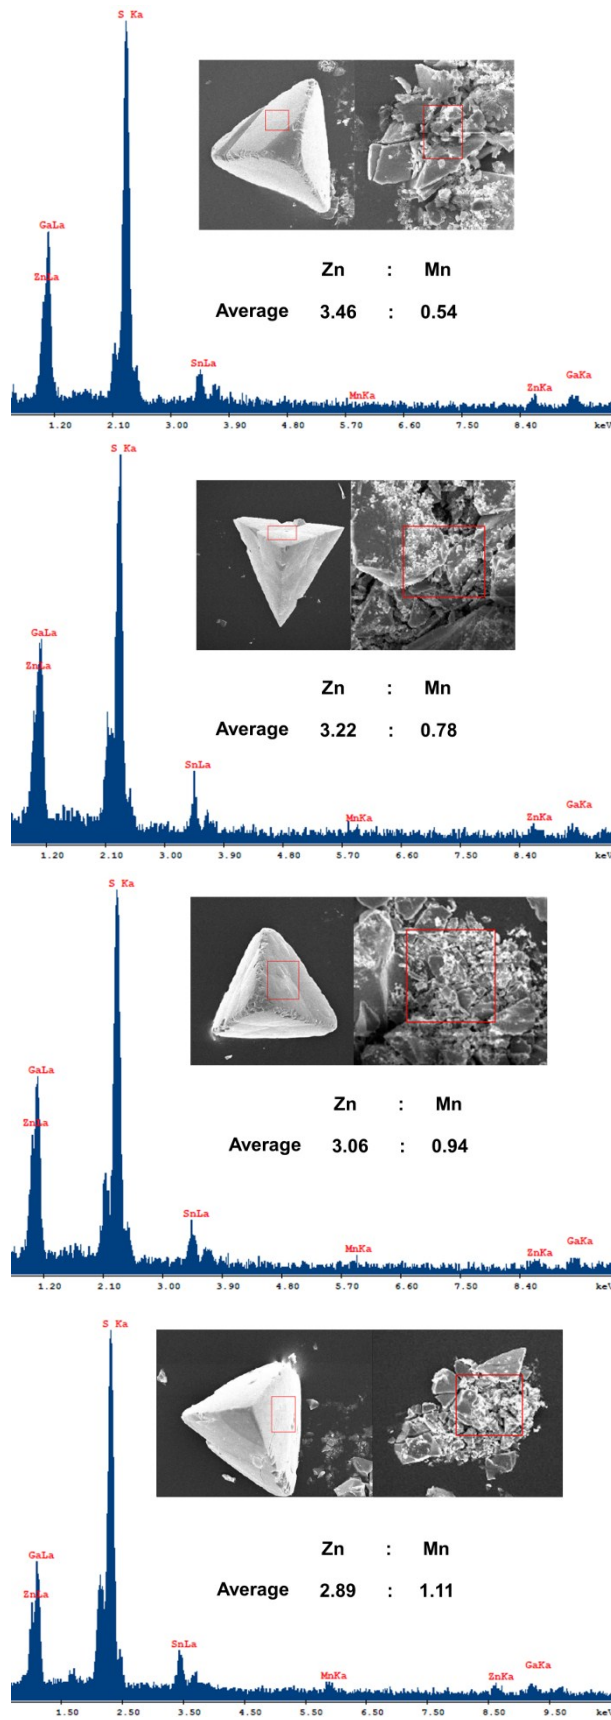 S Ka
GaLa
Zn : Mn
ZnLa
Average 3.46 : 0.54
SnLa
MnKa
ZnKa
GaKa
1.20 2.10 3.00 3.90 4.80 5.70 6.60 7.50 8.40 keV
S Ka
GaLa
ZnLa
Zn : Mn
Average 3.22 : 0.78
SnLa
MnKa
ZnKa
GaKa
1.20 2.10 3.00 3.90 4.80 5.70 6.60 7.50 8.40 keV
S Ka
GaLa
Zn : Mn
ZnLa
Average 3.06 : 0.94
SnLa
MnKa
ZnKa
GaKa
1.20 2.10 3.00 3.90 4.80 5.70 6.60 7.50 8.40 keV
S Ka
GaLa
Zn : Mn
ZnLa
Average 2.89 : 1.11
SnLa
MnKa
ZnKa
GaKa
1.50 2.50 3.50 4.50 5.50 6.50 7.50 8.50 9.50 keV